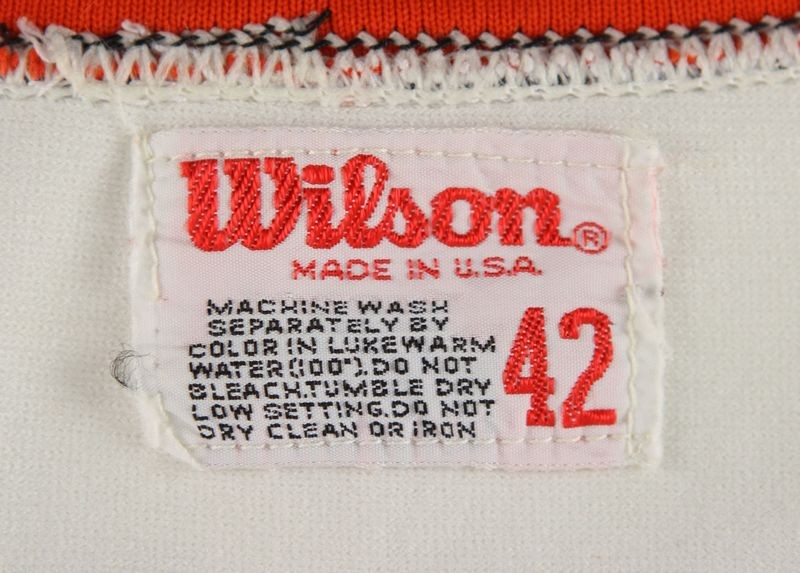 Wilson®
MADE IN U.S.A.
MACHINE WASH
SEPARATELY BY
COLOR IN LUKEWARM
WATER (100°). DO NOT
BLEACH. TUMBLE DRY
LOW SETTING. DO NOT
DRY CLEAN OR IRON
42